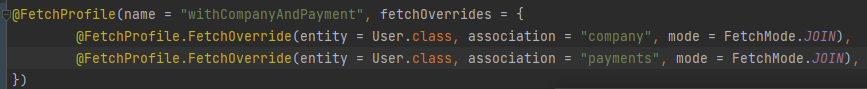 @FetchProfile(name = "withCompanyAndPayment", fetchOverrides = {
        @FetchProfile.FetchOverride(entity = User.class, association = "company", mode = FetchMode.JOIN),
        @FetchProfile.FetchOverride(entity = User.class, association = "payments", mode = FetchMode.JOIN),
})